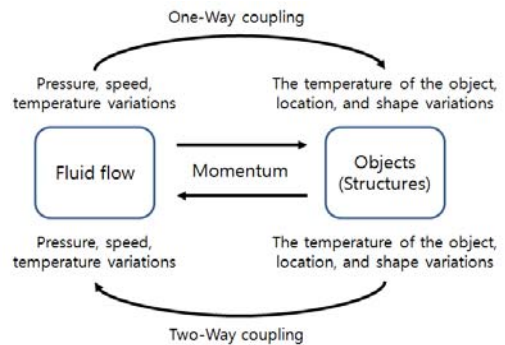 One-Way coupling
Pressure, speed,
temperature variations
The temperature of the object,
location, and shape variations
Fluid flow
Momentum
Objects
(Structures)
Pressure, speed,
temperature variations
The temperature of the object,
location, and shape variations
Two-Way coupling